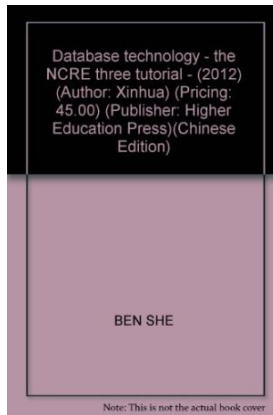 Database technology - the
NCRE three tutorial - (2012)
(Author: Xinhua) (Pricing:
45.00) (Publisher: Higher
Education Press)(Chinese
Edition)
BEN SHE
Note: This is not the actual book cover